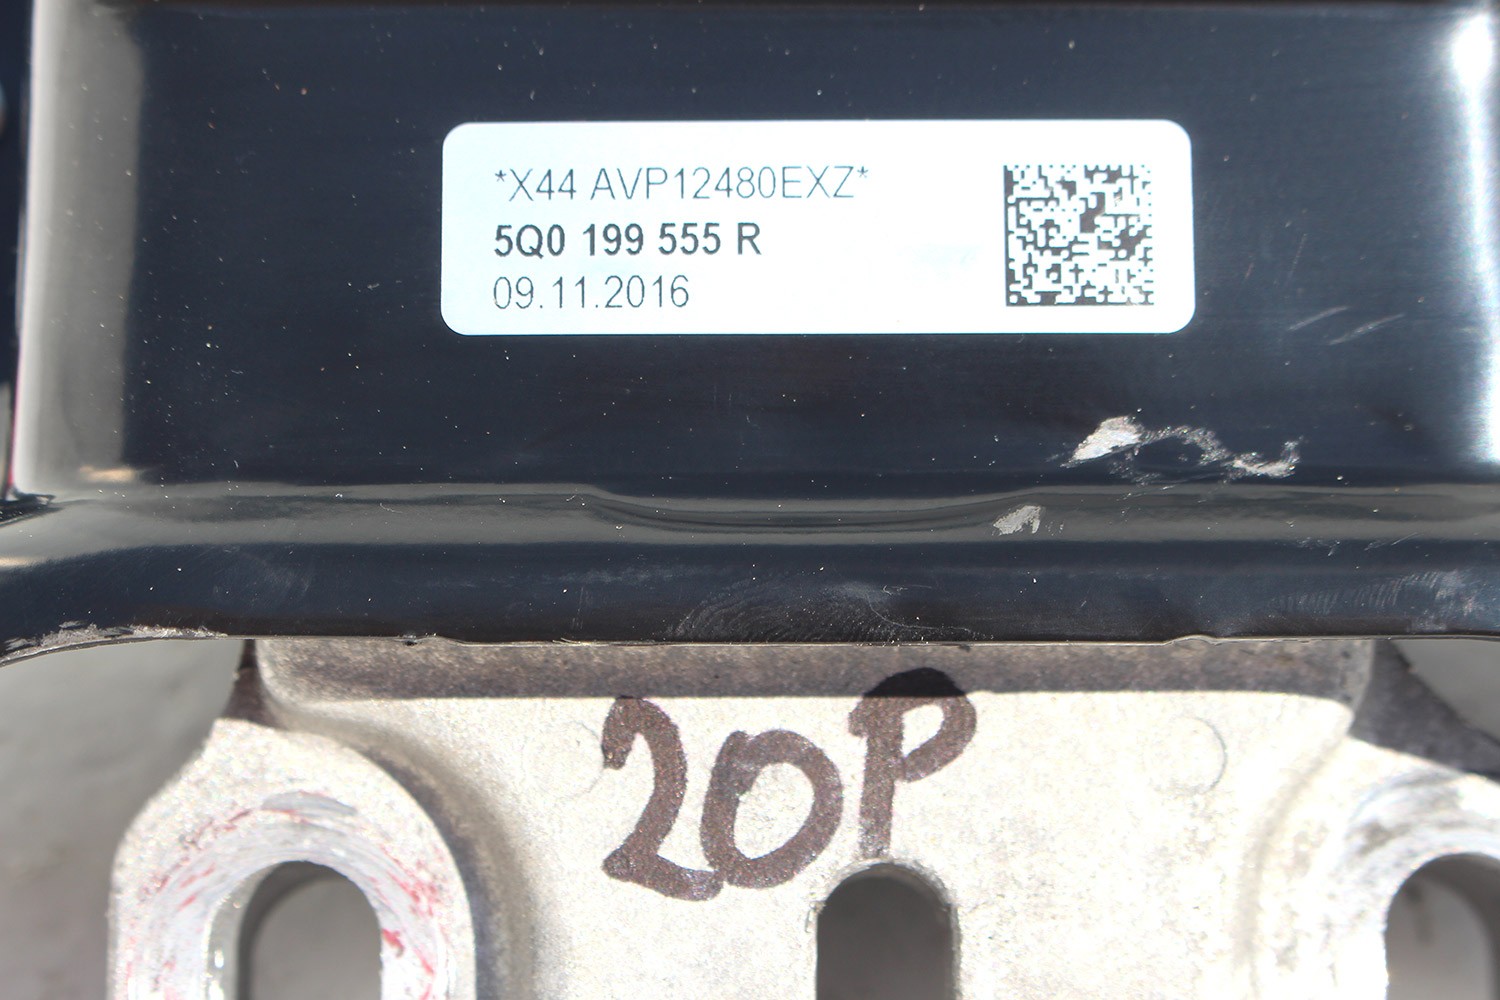 *X44 AVP12480EXZ*
5Q0 199 555 R
09.11.2016
20P